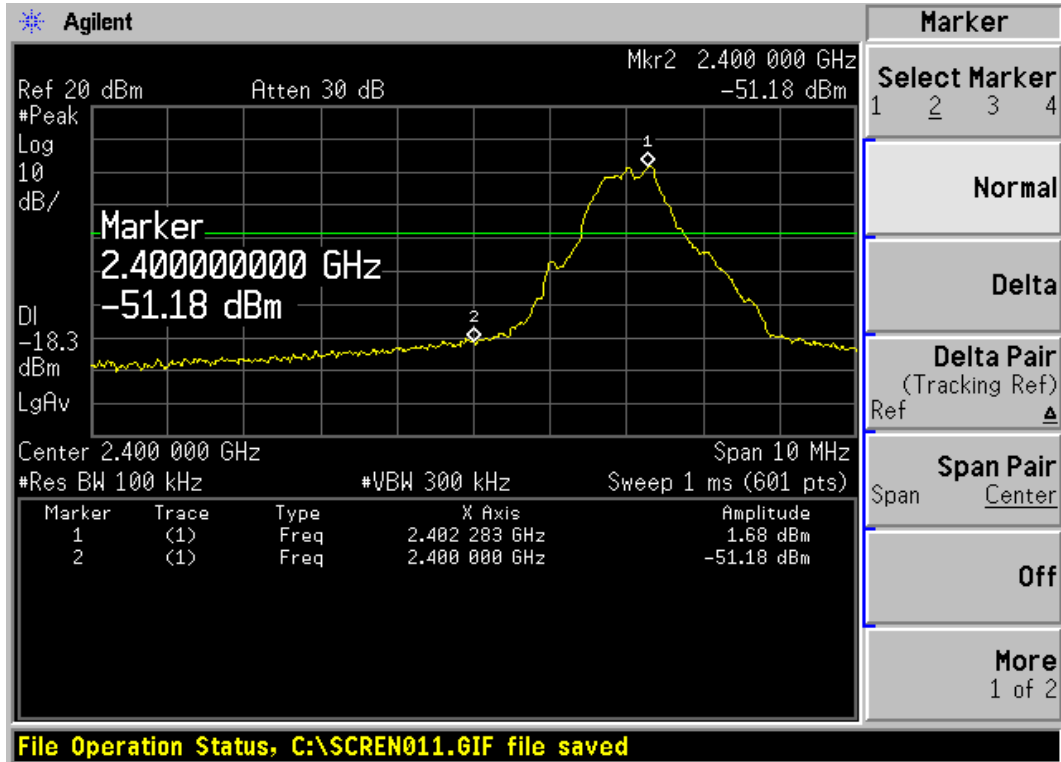 Agilent
Marker
Mkr2 2.400 000 GHz
Ref 20 dBm Atten 30 dB -51.18 dBm
#Peak
Log
10
dB/
1
Marker
2.400000000 GHz
-51.18 dBm
2
DI
-18.3
dBm
LgAv
Center 2.400 000 GHz Span 10 MHz
#Res BW 100 kHz #VBW 300 kHz Sweep 1 ms (601 pts)
Marker Trace Type X Axis Amplitude
1 (1) Freq 2.402 283 GHz 1.68 dBm
2 (1) Freq 2.400 000 GHz -51.18 dBm
Select Marker
1 2 3 4
Normal
Delta
Delta Pair
(Tracking Ref)
Ref Δ
Span Pair
Span Center
Off
More
1 of 2
File Operation Status, C:\SCREN011.GIF file saved